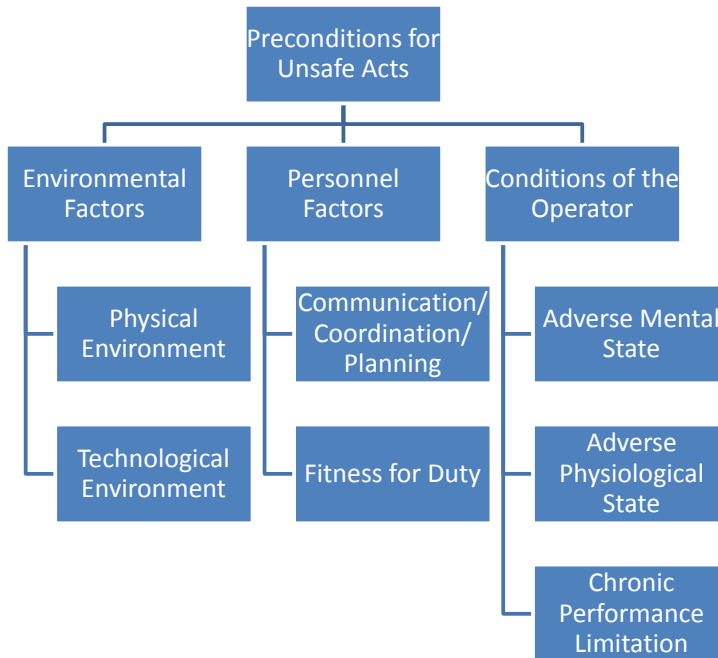 Preconditions for
Unsafe Acts
Environmental
Factors
Personnel
Factors
Conditions of the
Operator
Physical
Environment
Communication/
Coordination/
Planning
Adverse Mental
State
Technological
Environment
Fitness for Duty
Adverse
Physiological
State
Chronic
Performance
Limitation